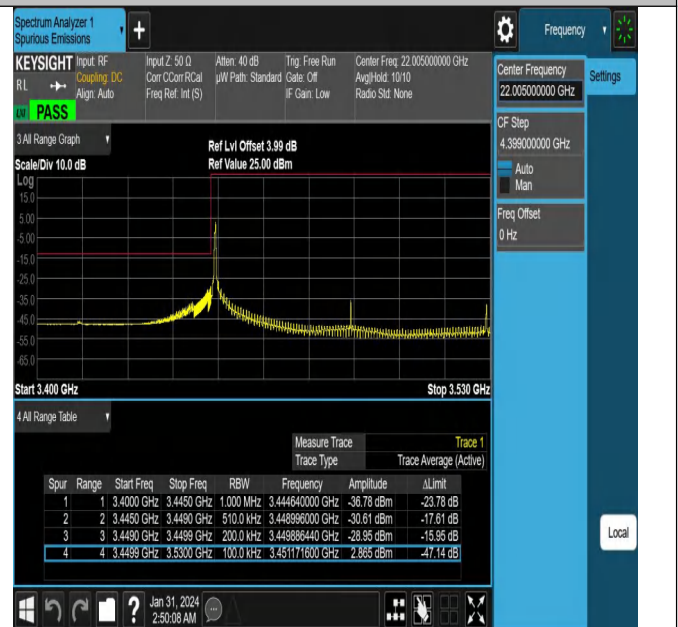 Spectrum Analyzer 1
Spurious Emissions
+
Frequency
KEYSIGHT
RL
PASS
Input: RF
Coupling: DC
Align: Auto
Input Z: 50 Ω
Corr CCorr RCal
Freq Ref: Int (S)
Atten: 40 dB
µW Path: Standard
Trig: Free Run
Gate: Off
IF Gain: Low
Center Freq: 22.005000000 GHz
Avg|Hold: 10/10
Radio Std: None
Center Frequency
22.005000000 GHz
Settings
CF Step
4.399000000 GHz
Auto
Man
Freq Offset
0 Hz
3 All Range Graph
Scale/Div 10.0 dB
Ref Lvl Offset 3.99 dB
Ref Value 25.00 dBm
Log
15.0
5.00
-5.00
-15.0
-25.0
-35.0
-45.0
-55.0
-65.0
Start 3.400 GHz
Stop 3.530 GHz
4 All Range Table
Measure Trace Trace 1
Trace Type Trace Average (Active)
Spur Range Start Freq Stop Freq RBW Frequency Amplitude ΔLimit
1 1 3.4000 GHz 3.4450 GHz 1.000 MHz 3.444640000 GHz -36.78 dBm -23.78 dB
2 2 3.4450 GHz 3.4490 GHz 510.0 kHz 3.448996000 GHz -30.61 dBm -17.61 dB
3 3 3.4490 GHz 3.4499 GHz 200.0 kHz 3.449886440 GHz -28.95 dBm -15.95 dB
4 4 3.4499 GHz 3.5300 GHz 100.0 kHz 3.451171600 GHz 2.865 dBm -47.14 dB
Local
?
Jan 31, 2024
2:50:08 AM